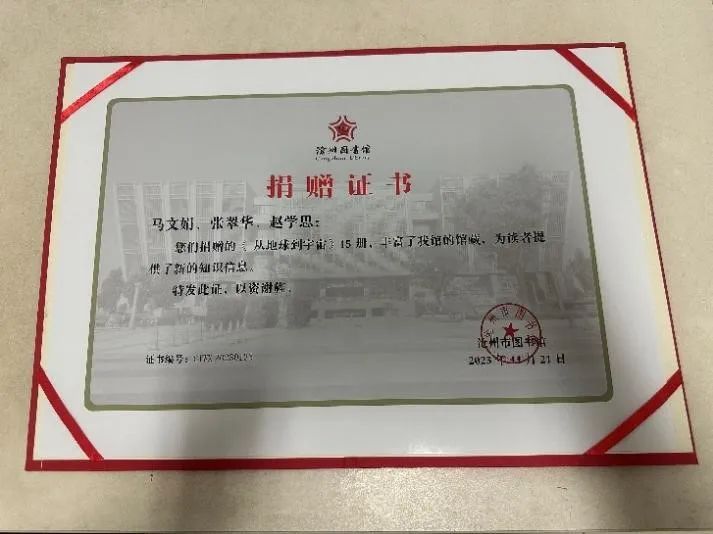 沧州图书馆
Cangzhou Library
捐赠证书
马文娟、张翠华、赵学思：
您们捐赠的《从地球到宇宙》15册，丰富了我馆的馆藏，为读者提
供了新的知识信息。
特发此证，以资谢忱。
沧州市图书馆
证书编号：
2023年11月21日